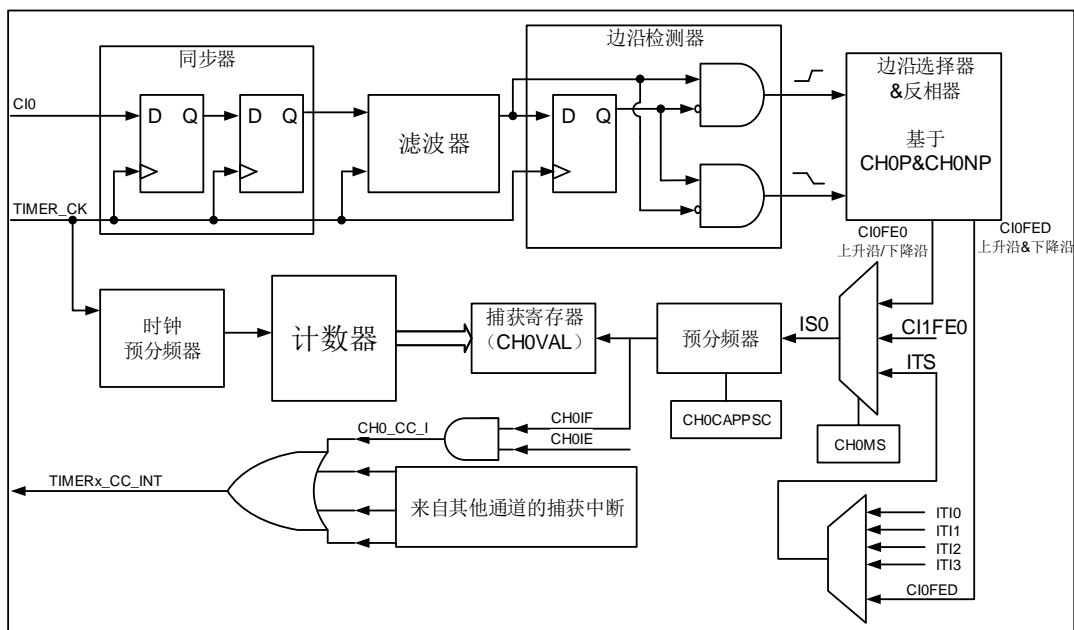 同步器
边沿检测器
CI0
D Q
D Q
滤波器
D Q
边沿选择器
&反相器
基于
CH0P&CH0NP
TIMER_CK
CI0FE0
上升沿/下降沿
CI0FED
上升沿&下降沿
时钟
预分频器
计数器
捕获寄存器
（CH0VAL）
预分频器
IS0
CI1FE0
ITS
CH0CAPPSC
CH0MS
CH0IF
CH0_CC_I
CH0IE
TIMERx_CC_INT
来自其他通道的捕获中断
ITI0
ITI1
ITI2
ITI3
CI0FED